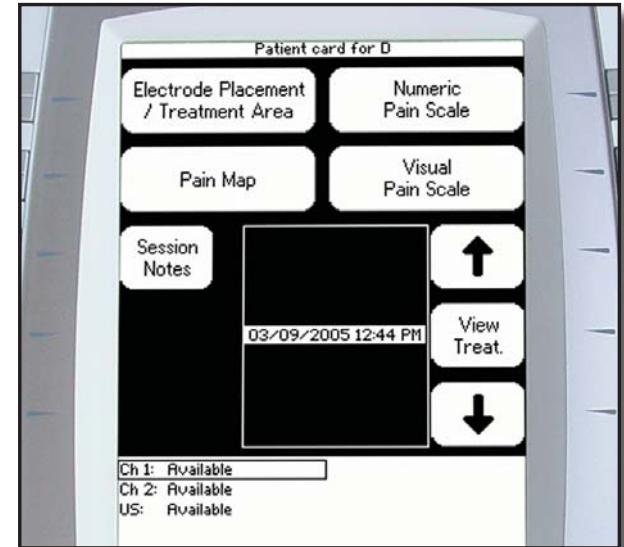 Patient card for D
Electrode Placement
/ Treatment Area
Numeric
Pain Scale
Pain Map
Visual
Pain Scale
Session
Notes
03/09/2005 12:44 PM
View
Treat.
Ch 1: Available
Ch 2: Available
US: Available